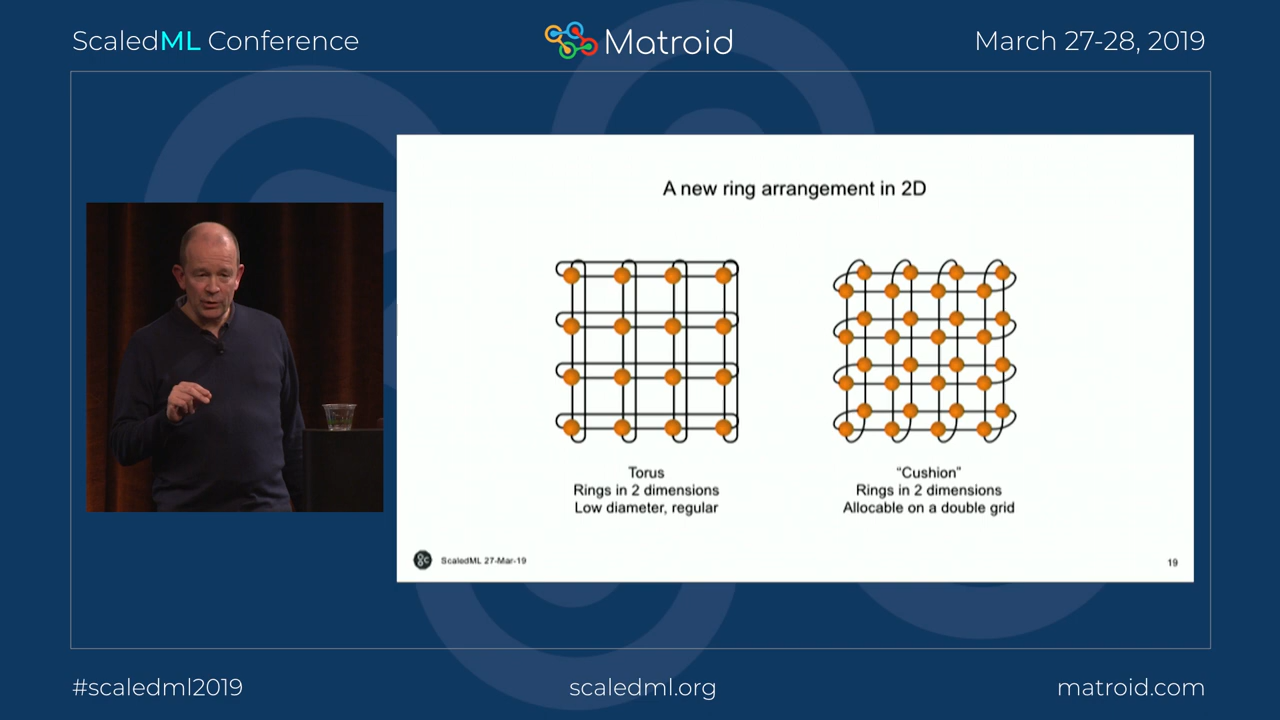 ScaledML Conference
Matroid
March 27-28, 2019
A new ring arrangement in 2D
Torus
Rings in 2 dimensions
Low diameter, regular
“Cushion”
Rings in 2 dimensions
Allocable on a double grid
ScaledML 27-Mar-19
19
#scaledml2019
scaledml.org
matroid.com